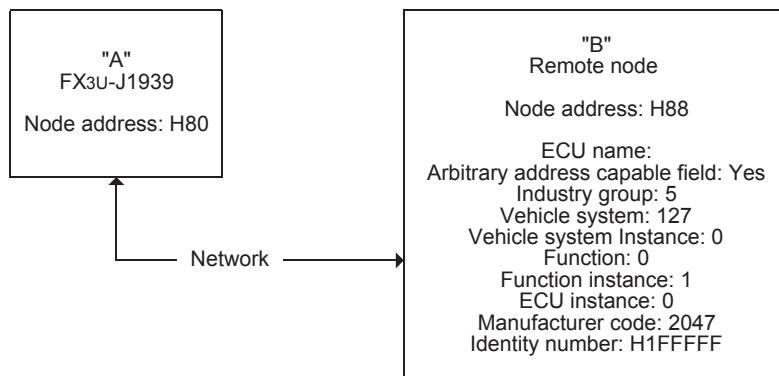 "A"
FX3U-J1939
Node address: H80
Network
"B"
Remote node
Node address: H88
ECU name:
Arbitrary address capable field: Yes
Industry group: 5
Vehicle system: 127
Vehicle system Instance: 0
Function: 0
Function instance: 1
ECU instance: 0
Manufacturer code: 2047
Identity number: H1FFFFF